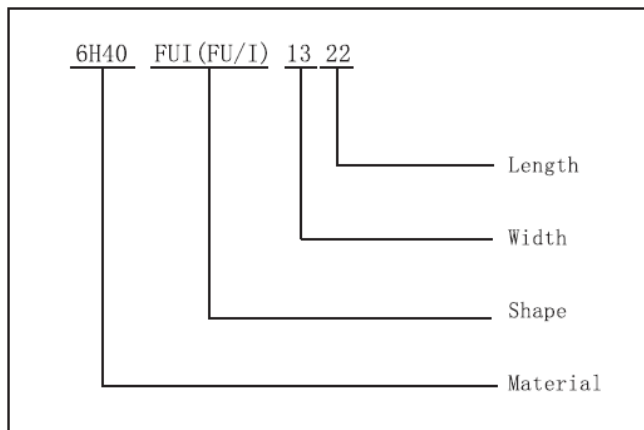 6H40 FUI(FU/I) 13 22
Length
Width
Shape
Material